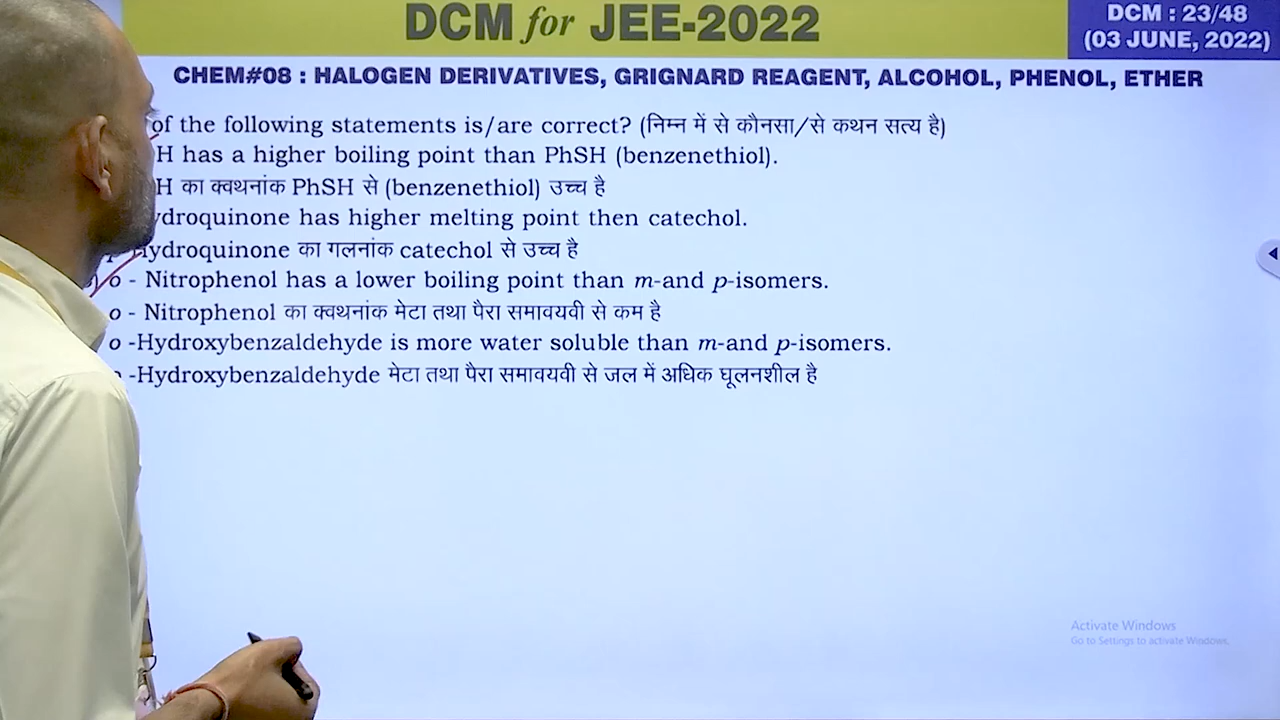 DCM for JEE-2022
DCM : 23/48
(03 JUNE, 2022)
CHEM#08 : HALOGEN DERIVATIVES, GRIGNARD REAGENT, ALCOHOL, PHENOL, ETHER
of the following statements is/are correct? (निम्न में से कौनसा/से कथन सत्य है)
H has a higher boiling point than PhSH (benzenethiol).
H का क्वथनांक PhSH से (benzenethiol) उच्च है
ydroquinone has higher melting point then catechol.
ydroquinone का गलनांक catechol से उच्च है
o - Nitrophenol has a lower boiling point than m-and p-isomers.
o - Nitrophenol का क्वथनांक मेटा तथा पैरा समावयवी से कम है
o -Hydroxybenzaldehyde is more water soluble than m-and p-isomers.
-Hydroxybenzaldehyde मेटा तथा पैरा समावयवी से जल में अधिक घूलनशील है
Activate Windows
Go to Settings to activate Windows.